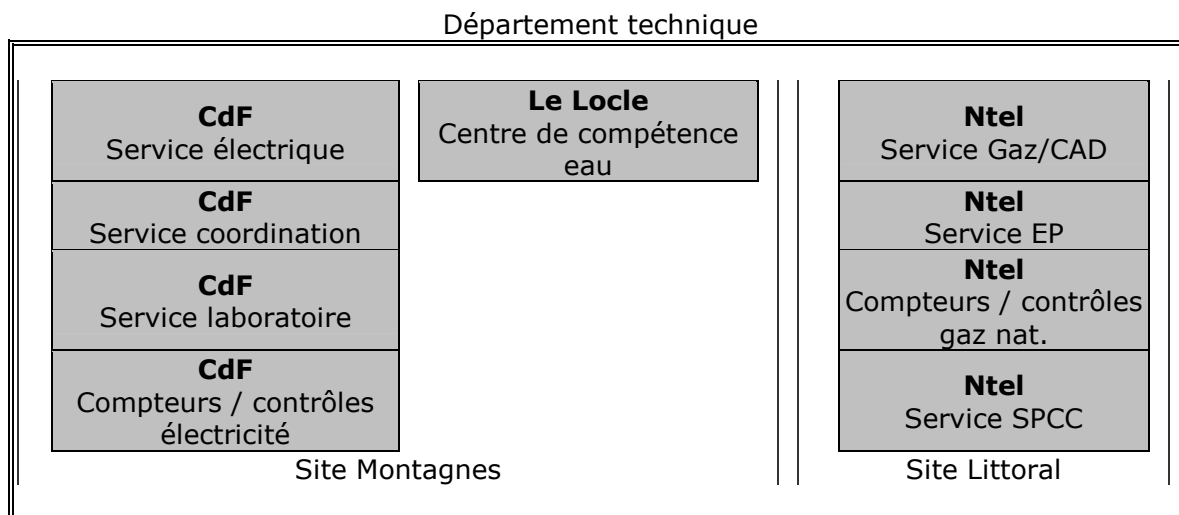 Département technique
CdF
Service électrique
CdF
Service coordination
CdF
Service laboratoire
CdF
Compteurs / contrôles
électricité
Le Locle
Centre de compétence
eau
Site Montagnes
Ntel
Service Gaz/CAD
Ntel
Service EP
Ntel
Compteurs / contrôles
gaz nat.
Ntel
Service SPCC
Site Littoral